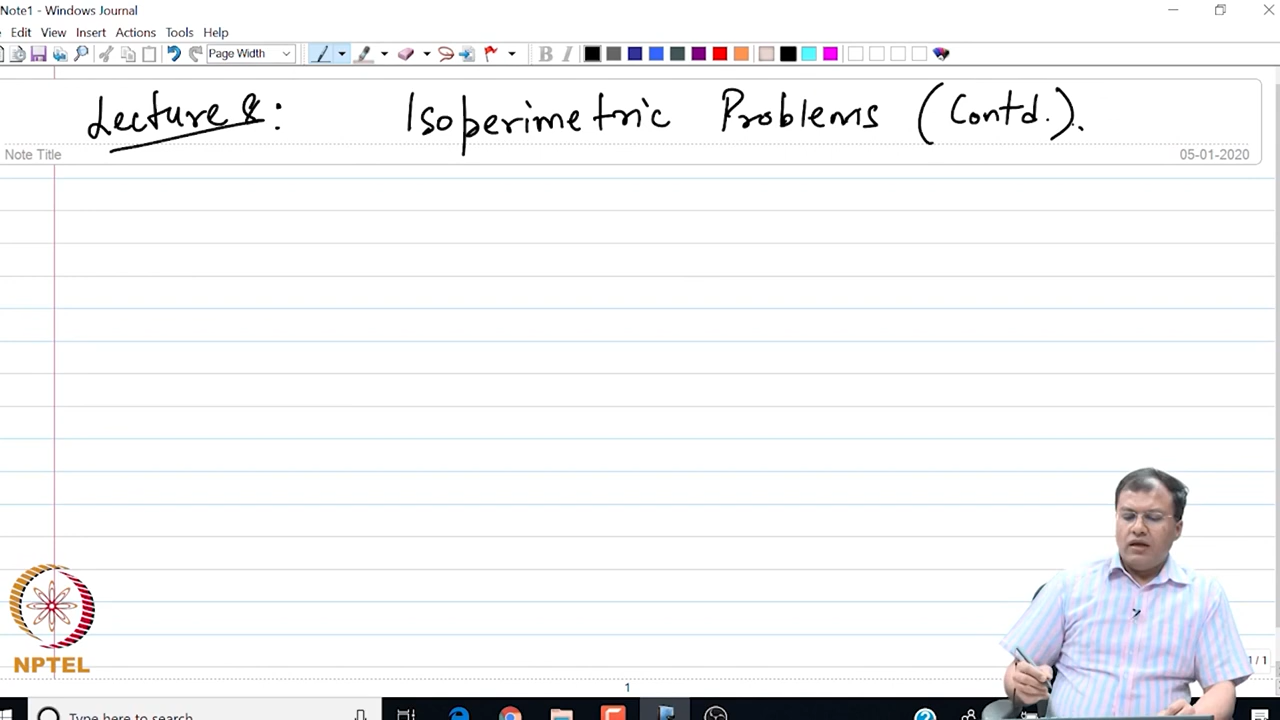 Note1 - Windows Journal
Edit View Insert Actions Tools Help
Page Width B I
Lecture 8: Isoperimetric Problems (Contd.).
Note Title 05-01-2020
NPTEL
1 / 1
1
Type here to search